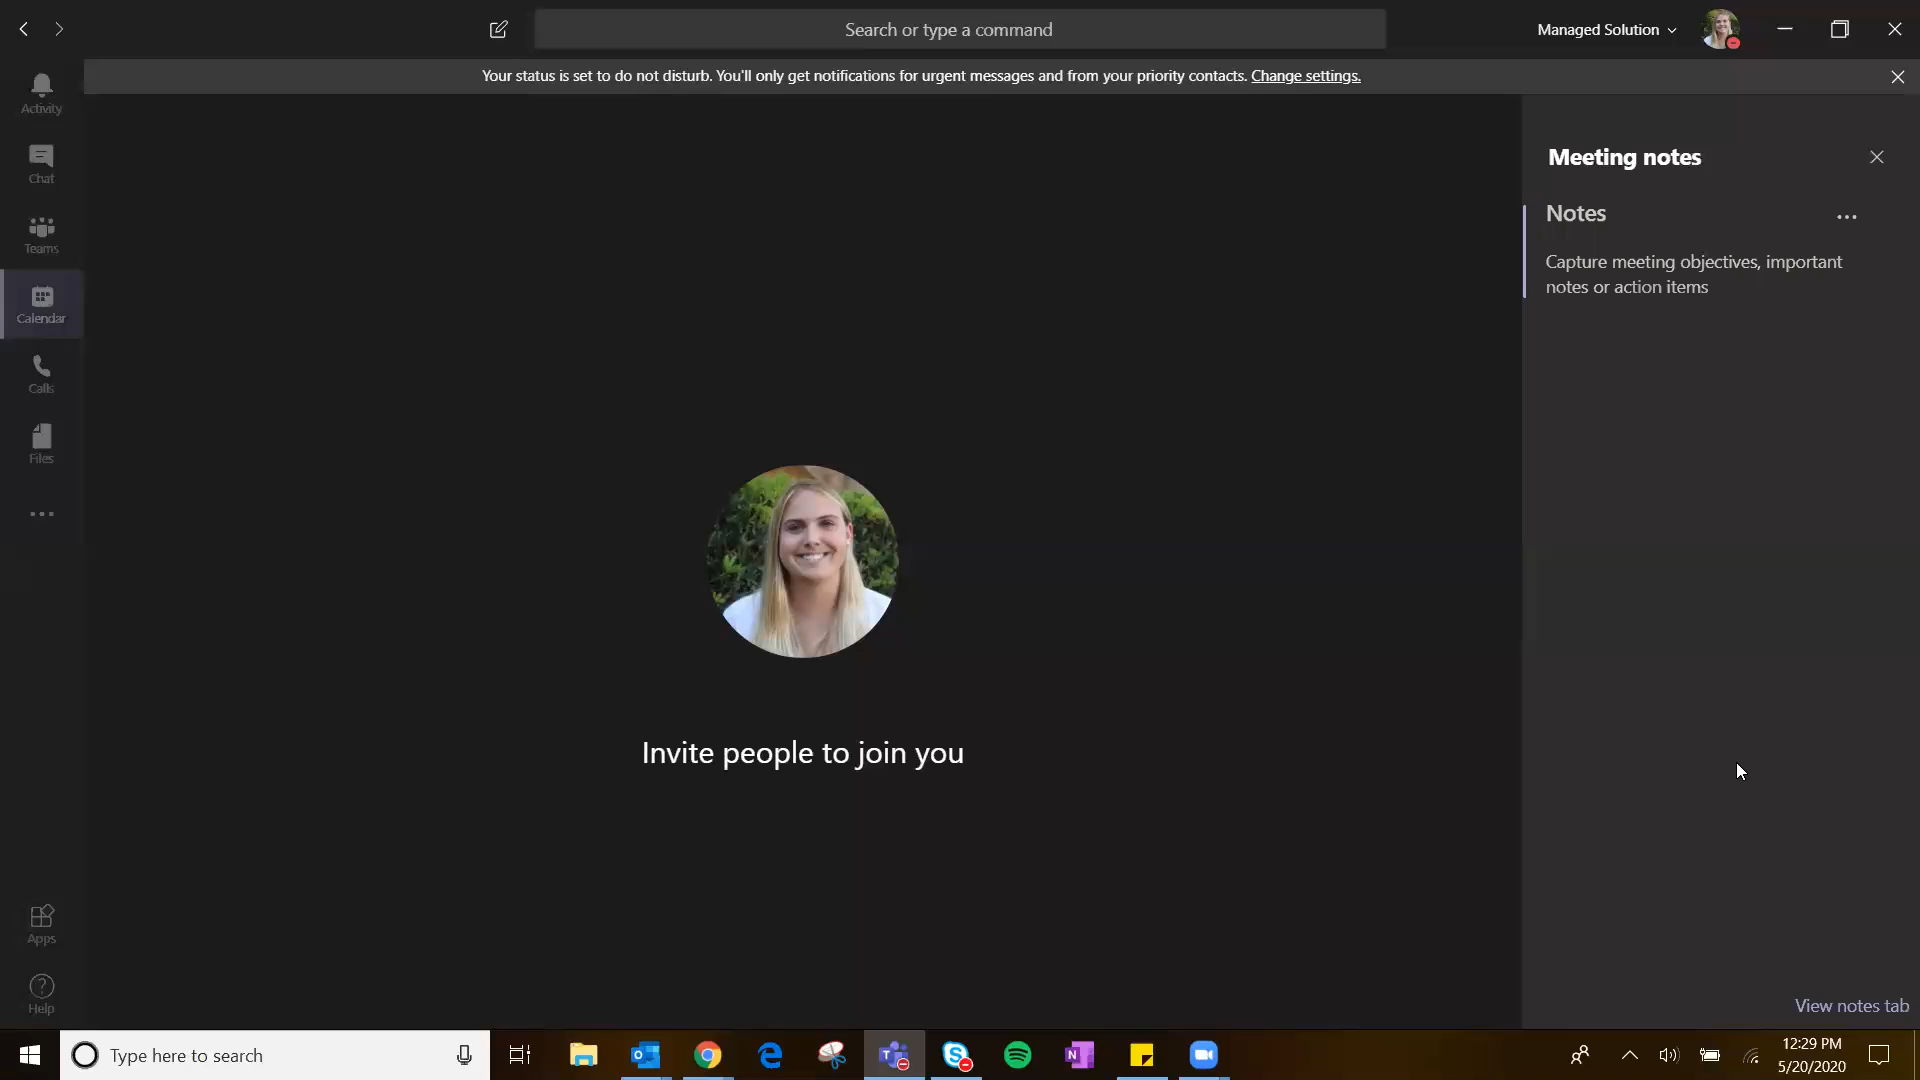 Search or type a command
Managed Solution
Your status is set to do not disturb. You'll only get notifications for urgent messages and from your priority contacts. Change settings.
Activity
Chat
Teams
Calendar
Calls
Files
Apps
Help
Invite people to join you
Meeting notes
Notes
Capture meeting objectives, important
notes or action items
View notes tab
Type here to search
12:29 PM
5/20/2020